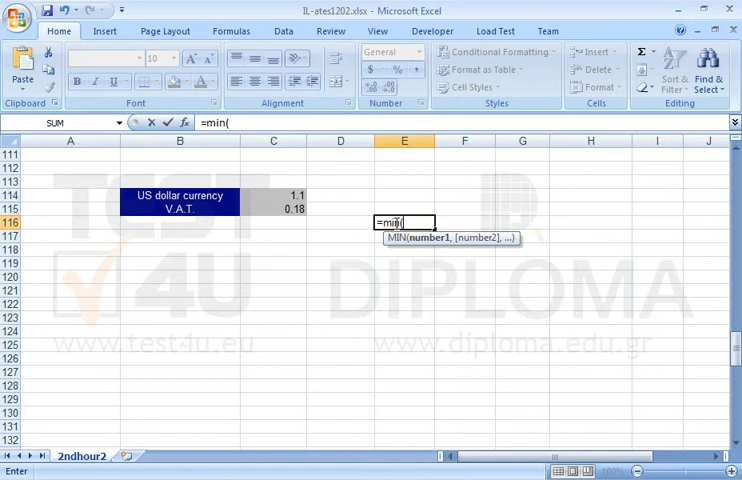 IL-ates1202.xlsx - Microsoft Excel
Home Insert Page Layout Formulas Data Review View Developer Load Test Team
Paste
10
General
Conditional Formatting
Format as Table
Cell Styles
Insert
Delete
Format
Sort & Filter
Find & Select
B I U
$ % ,
Clipboard Font Alignment Number Styles Cells Editing
SUM =min(
A B C D E F G H I J
111
112
113
114 US dollar currency 1.1
115 V.A.T. 0.18
116 =min(
117 MIN(number1, [number2], ...)
118
119
120
121
122
123
124
125
126
127
128
129
130
131
132
TEST 4U
www.test4u.eu
D.
DIPLOMA
www.diploma.edu.gr
2ndhour2
Enter 100%